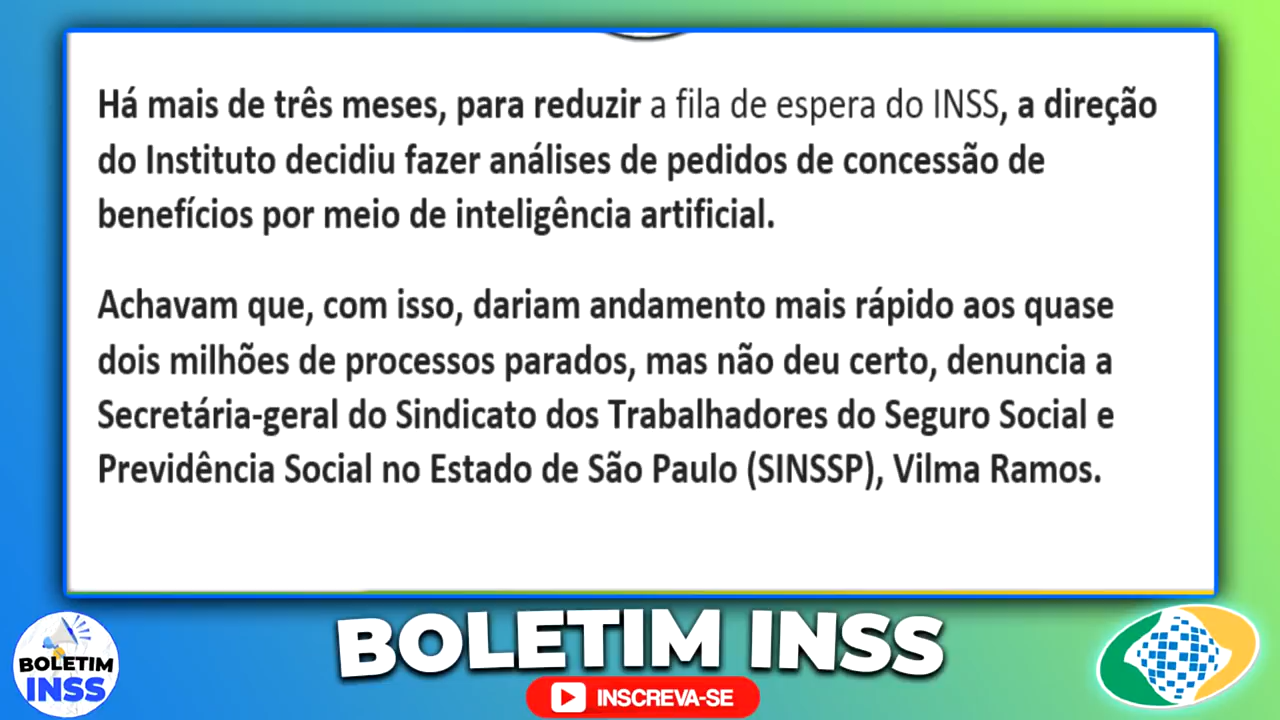 Há mais de três meses, para reduzir a fila de espera do INSS, a direção
do Instituto decidiu fazer análises de pedidos de concessão de
benefícios por meio de inteligência artificial.
Achavam que, com isso, dariam andamento mais rápido aos quase
dois milhões de processos parados, mas não deu certo, denuncia a
Secretária-geral do Sindicato dos Trabalhadores do Seguro Social e
Previdência Social no Estado de São Paulo (SINSSP), Vilma Ramos.
BOLETIM
INSS
BOLETIM INSS
INSCREVA-SE